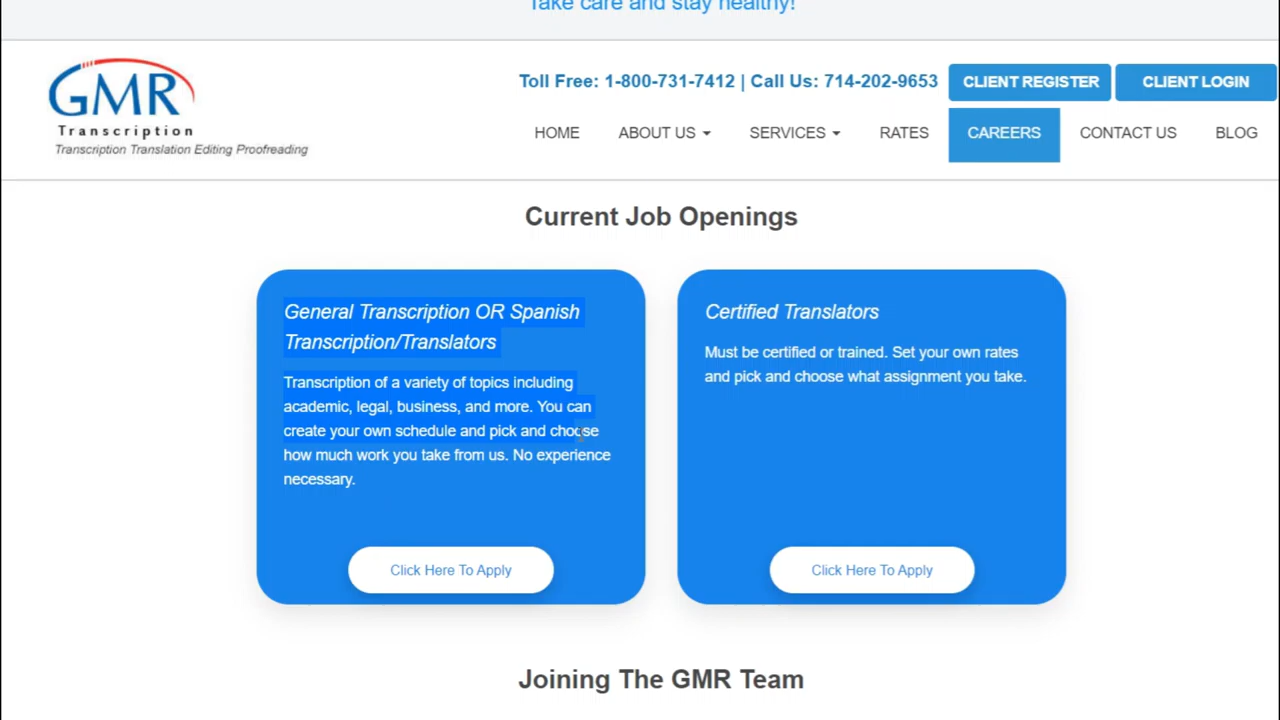 Take care and stay healthy!
GMR
Transcription
Transcription Translation Editing Proofreading
Toll Free: 1-800-731-7412 | Call Us: 714-202-9653
CLIENT REGISTER
CLIENT LOGIN
HOME
ABOUT US
SERVICES
RATES
CAREERS
CONTACT US
BLOG
Current Job Openings
General Transcription OR Spanish
Transcription/Translators
Transcription of a variety of topics including
academic, legal, business, and more. You can
create your own schedule and pick and choose
how much work you take from us. No experience
necessary.
Click Here To Apply
Certified Translators
Must be certified or trained. Set your own rates
and pick and choose what assignment you take.
Click Here To Apply
Joining The GMR Team